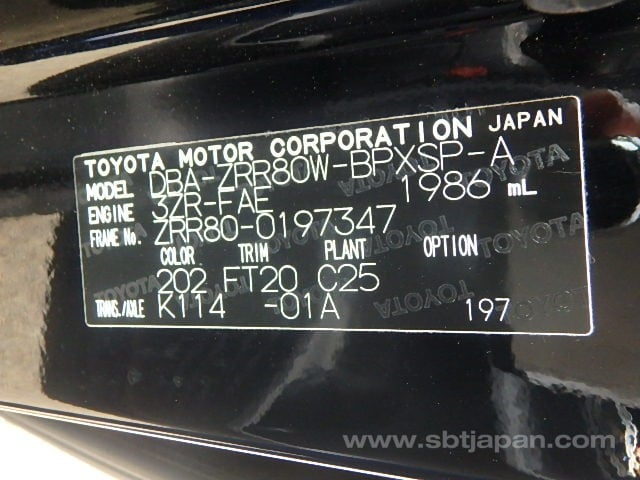 TOYOTA MOTOR CORPORATION JAPAN
MODEL DBA-ZRR80W-BPXSP-A
ENGINE 3ZR-FAE 1986 mL
FRAME No. ZRR80-0197347
COLOR TRIM PLANT OPTION
202 FT20 C25
TRANS./AXLE K114 -01A 197
www.sbtjapan.com